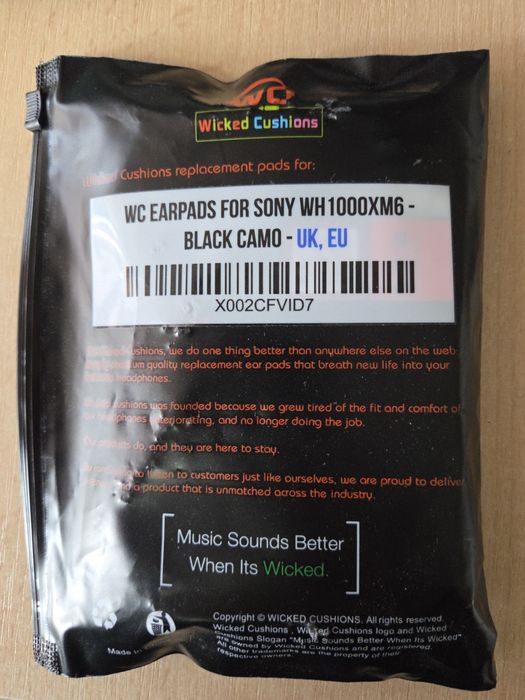 WC
Wicked Cushions
Wicked Cushions replacement pads for:
WC EARPADS FOR SONY WH1000XM6 -
BLACK CAMO - UK, EU
X002CFVID7
Cushions, we do one thing better than anywhere else on the web:
quality replacement ear pads that breath new life into your
headphones.
Wicked Cushions was founded because we grew tired of the fit and comfort of
our headphones deteriorating, and no longer doing the job.
Our products do, and they are here to stay.
to listen to customers just like ourselves, we are proud to deliver
a product that is unmatched across the industry.
Music Sounds Better
When Its Wicked.
Copyright © WICKED CUSHIONS. All rights reserved.
Wicked Cushions , Wicked Cushions logo and Wicked
Cushions Slogan "Music Sounds Better When Its Wicked"
are owned by Wicked Cushions and are registered.
All other trademarks are the property of their
respective owners.
Made in